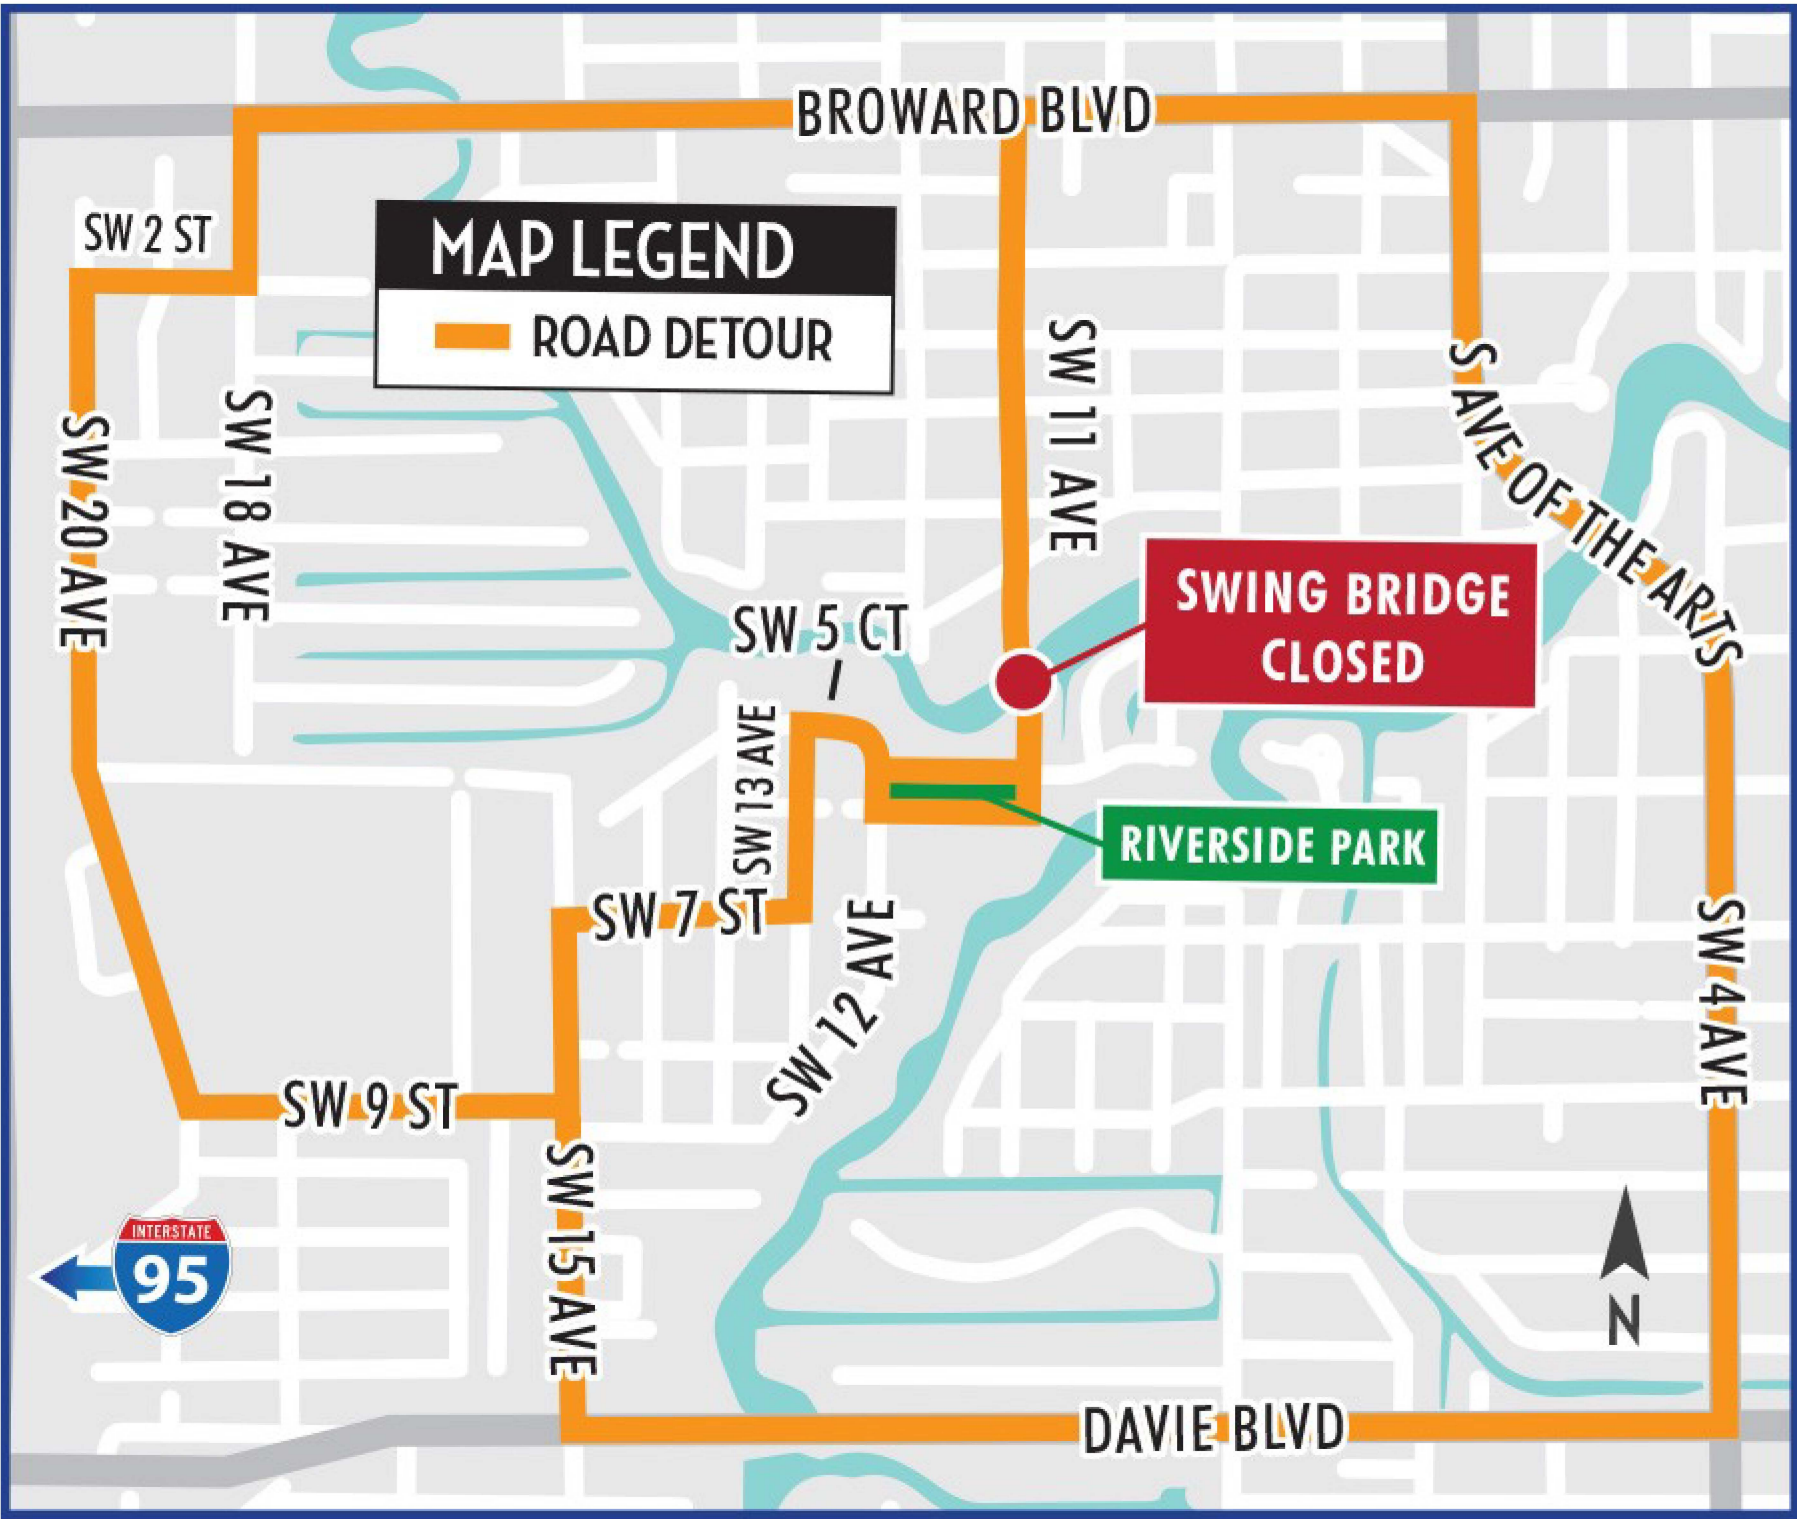 BROWARD BLVD
SW 2 ST
MAP LEGEND
ROAD DETOUR
SW 20 AVE
SW 18 AVE
SW 11 AVE
S AVE OF THE ARTS
SWING BRIDGE
CLOSED
SW 5 CT
SW 13 AVE
RIVERSIDE PARK
SW 7 ST
SW 12 AVE
SW 4 AVE
SW 9 ST
SW 15 AVE
INTERSTATE
95
N
DAVIE BLVD